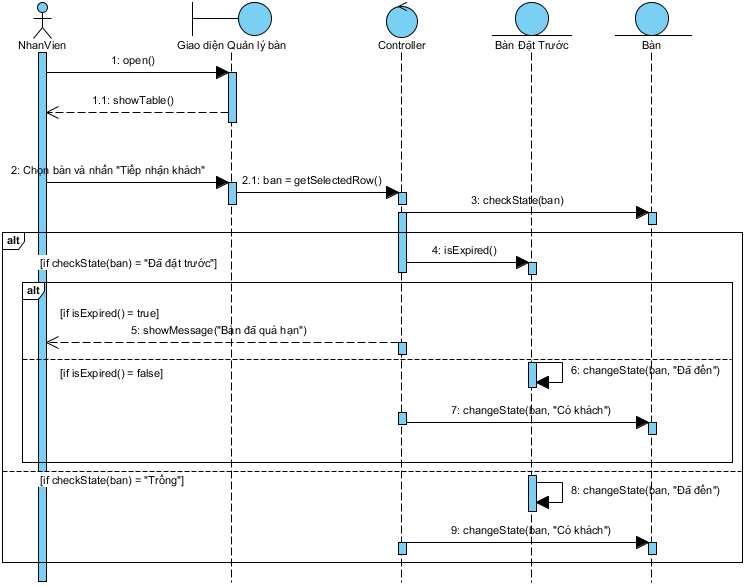 NhanVien
Giao diện Quản lý bàn
Controller
Bàn Đặt Trước
Bàn
1: open()
1.1: showTable()
2: Chọn bàn và nhấn "Tiếp nhận khách"
2.1: ban = getSelectedRow()
3: checkState(ban)
alt
4: isExpired()
[if checkState(ban) = "Đã đặt trước"]
alt
[if isExpired() = true]
5: showMessage("Bàn đã quá hạn")
[if isExpired() = false]
6: changeState(ban, "Đã đến")
7: changeState(ban, "Có khách")
[if checkState(ban) = "Trống"]
8: changeState(ban, "Đã đến")
9: changeState(ban, "Có khách")